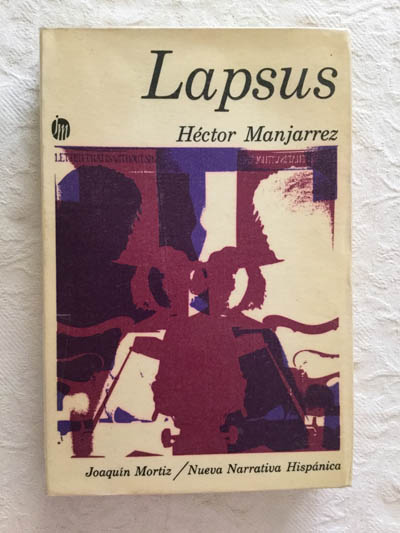 Lapsus
jm
Héctor Manjarrez
Joaquín Mortiz / Nueva Narrativa Hispánica